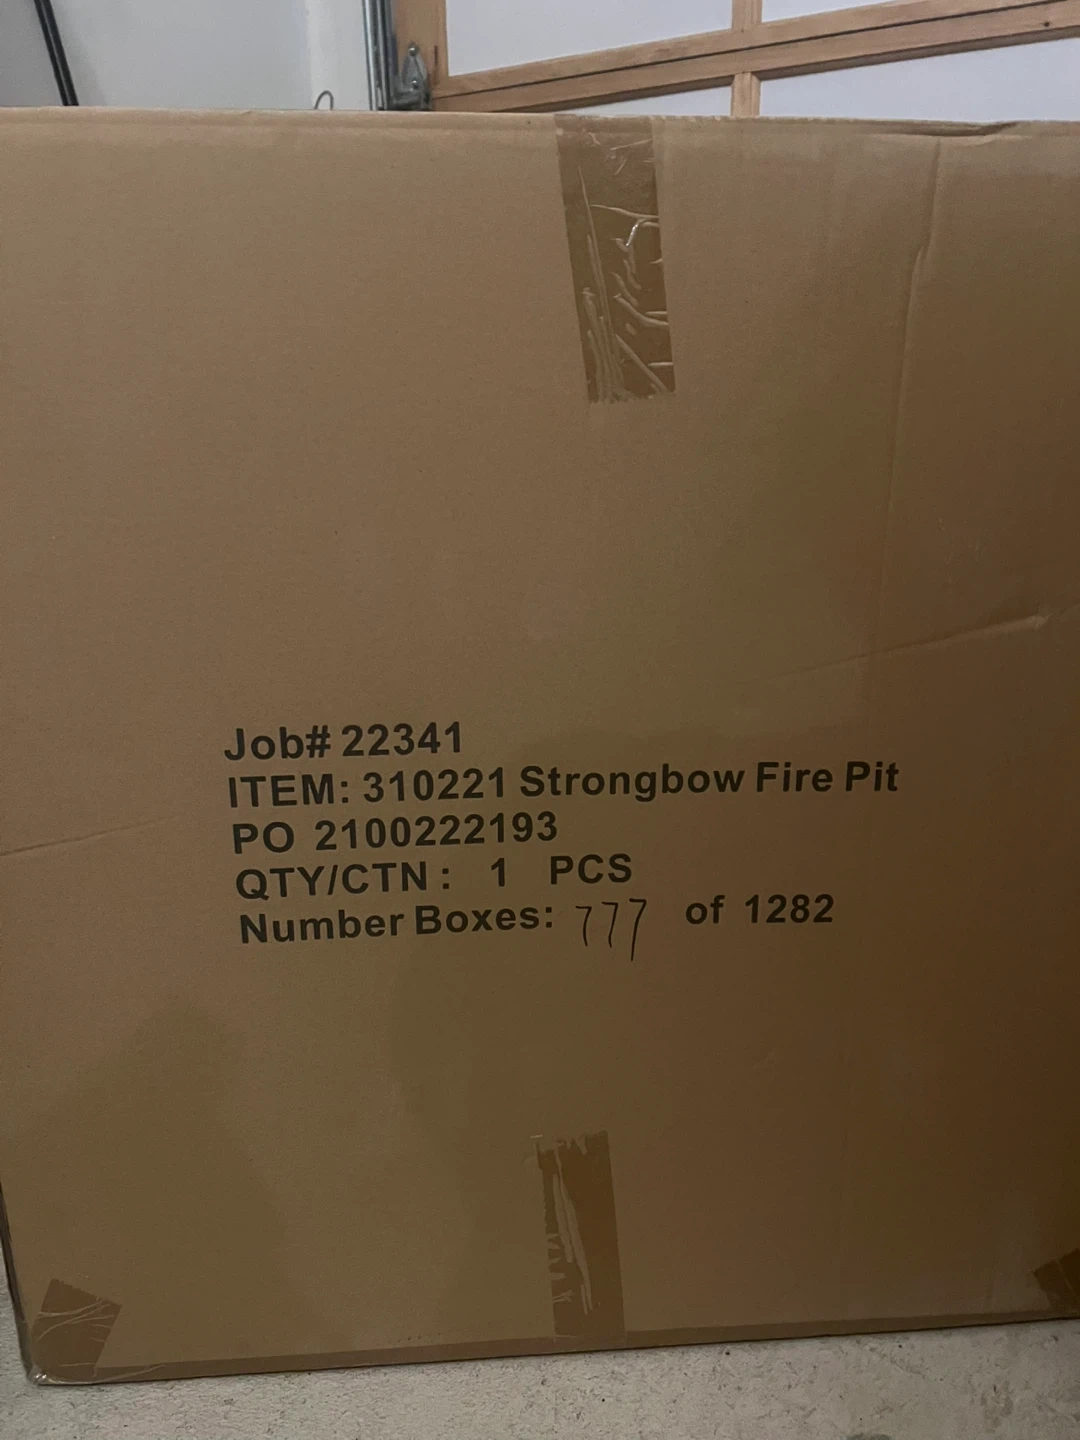 Job# 22341
ITEM: 310221 Strongbow Fire Pit
PO 2100222193
QTY/CTN : 1 PCS
Number Boxes: 777 of 1282